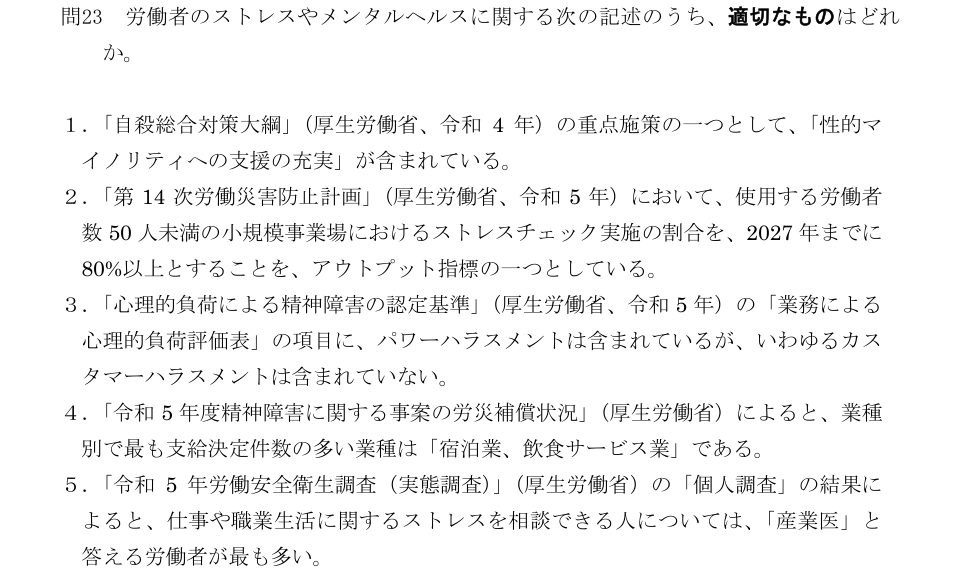 問23　労働者のストレスやメンタルヘルスに関する次の記述のうち、適切なものはどれ
か。
１．「自殺総合対策大綱」（厚生労働省、令和 4 年）の重点施策の一つとして、「性的マ
イノリティへの支援の充実」が含まれている。
２．「第 14 次労働災害防止計画」（厚生労働省、令和 5 年）において、使用する労働者
数 50 人未満の小規模事業場におけるストレスチェック実施の割合を、2027 年までに
80%以上とすることを、アウトプット指標の一つとしている。
３．「心理的負荷による精神障害の認定基準」（厚生労働省、令和 5 年）の「業務による
心理的負荷評価表」の項目に、パワーハラスメントは含まれているが、いわゆるカス
タマーハラスメントは含まれていない。
４．「令和 5 年度精神障害に関する事案の労災補償状況」（厚生労働省）によると、業種
別で最も支給決定件数の多い業種は「宿泊業、飲食サービス業」である。
５．「令和 5 年労働安全衛生調査（実態調査）」（厚生労働省）の「個人調査」の結果に
よると、仕事や職業生活に関するストレスを相談できる人については、「産業医」と
答える労働者が最も多い。